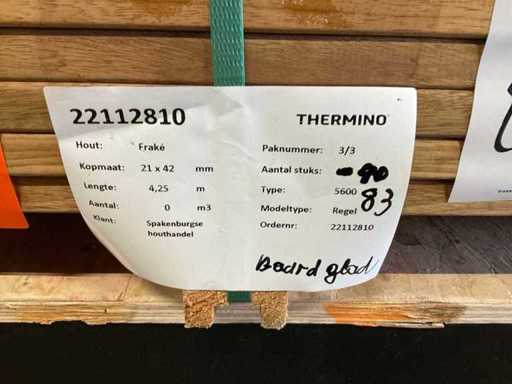 22112810
THERMINO
Hout: Fraké
Paknummer: 3/3
Kopmaat: 21 x 42 mm
Aantal stuks: 90
Lengte: 4,25 m
Type: 5600
83
Aantal: 0 m3
Modeltype: Regel
Klant: Spakenburgse
houthandel
Ordernr: 22112810
Board glad